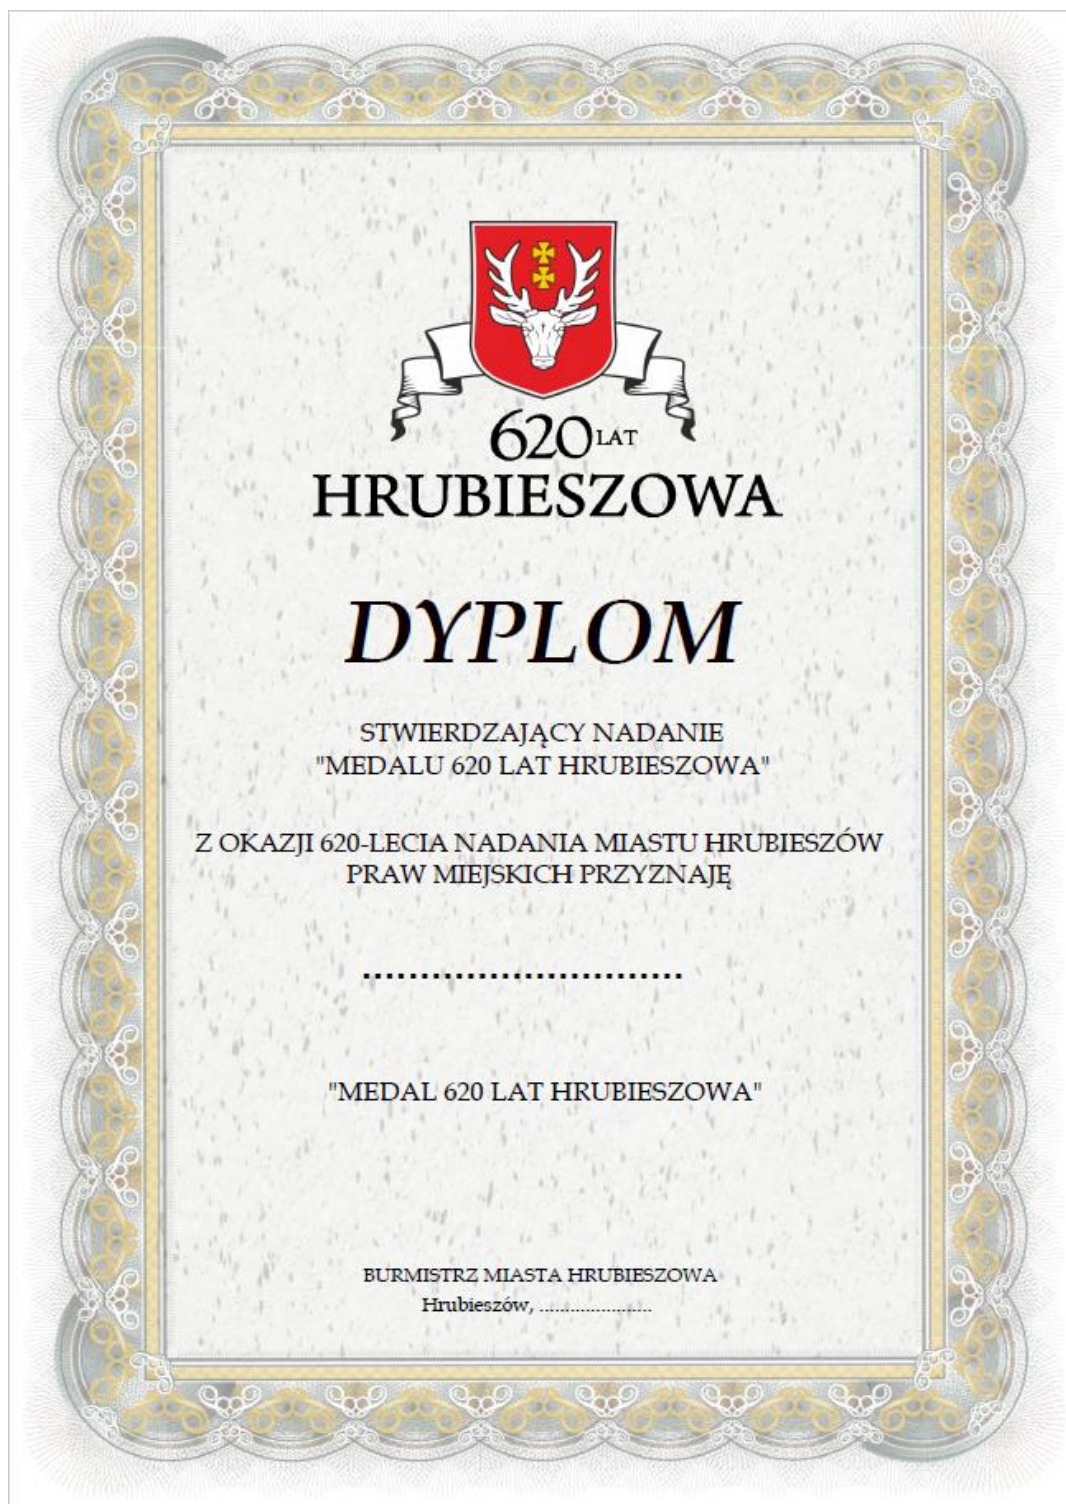 620 LAT
HRUBIESZOWA
DYPLOM
STWIERDZAJĄCY NADANIE
"MEDALU 620 LAT HRUBIESZOWA"
Z OKAZJI 620-LECIA NADANIA MIASTU HRUBIESZÓW
PRAW MIEJSKICH PRZYZNAJĘ
............................
"MEDAL 620 LAT HRUBIESZOWA"
BURMISTRZ MIASTA HRUBIESZOWA
Hrubieszów, ......................